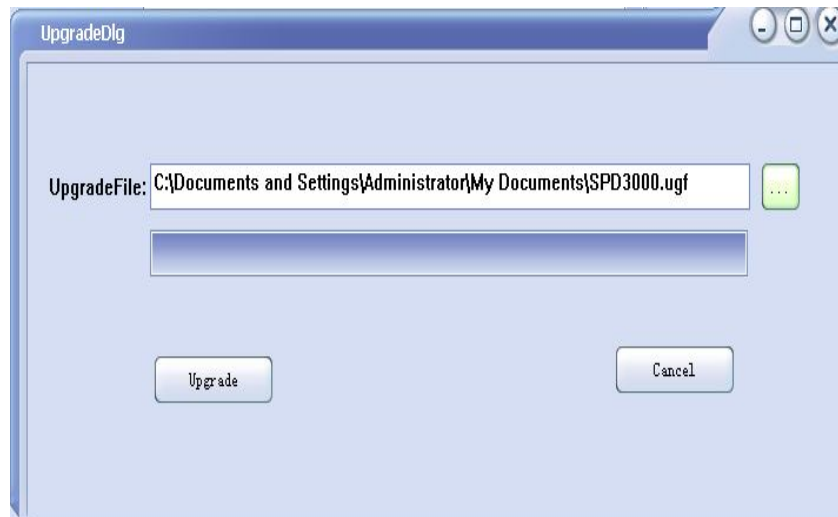 UpgradeDlg
UpgradeFile: C:\Documents and Settings\Administrator\My Documents\SPD3000.ugf ...
Upgrade Cancel